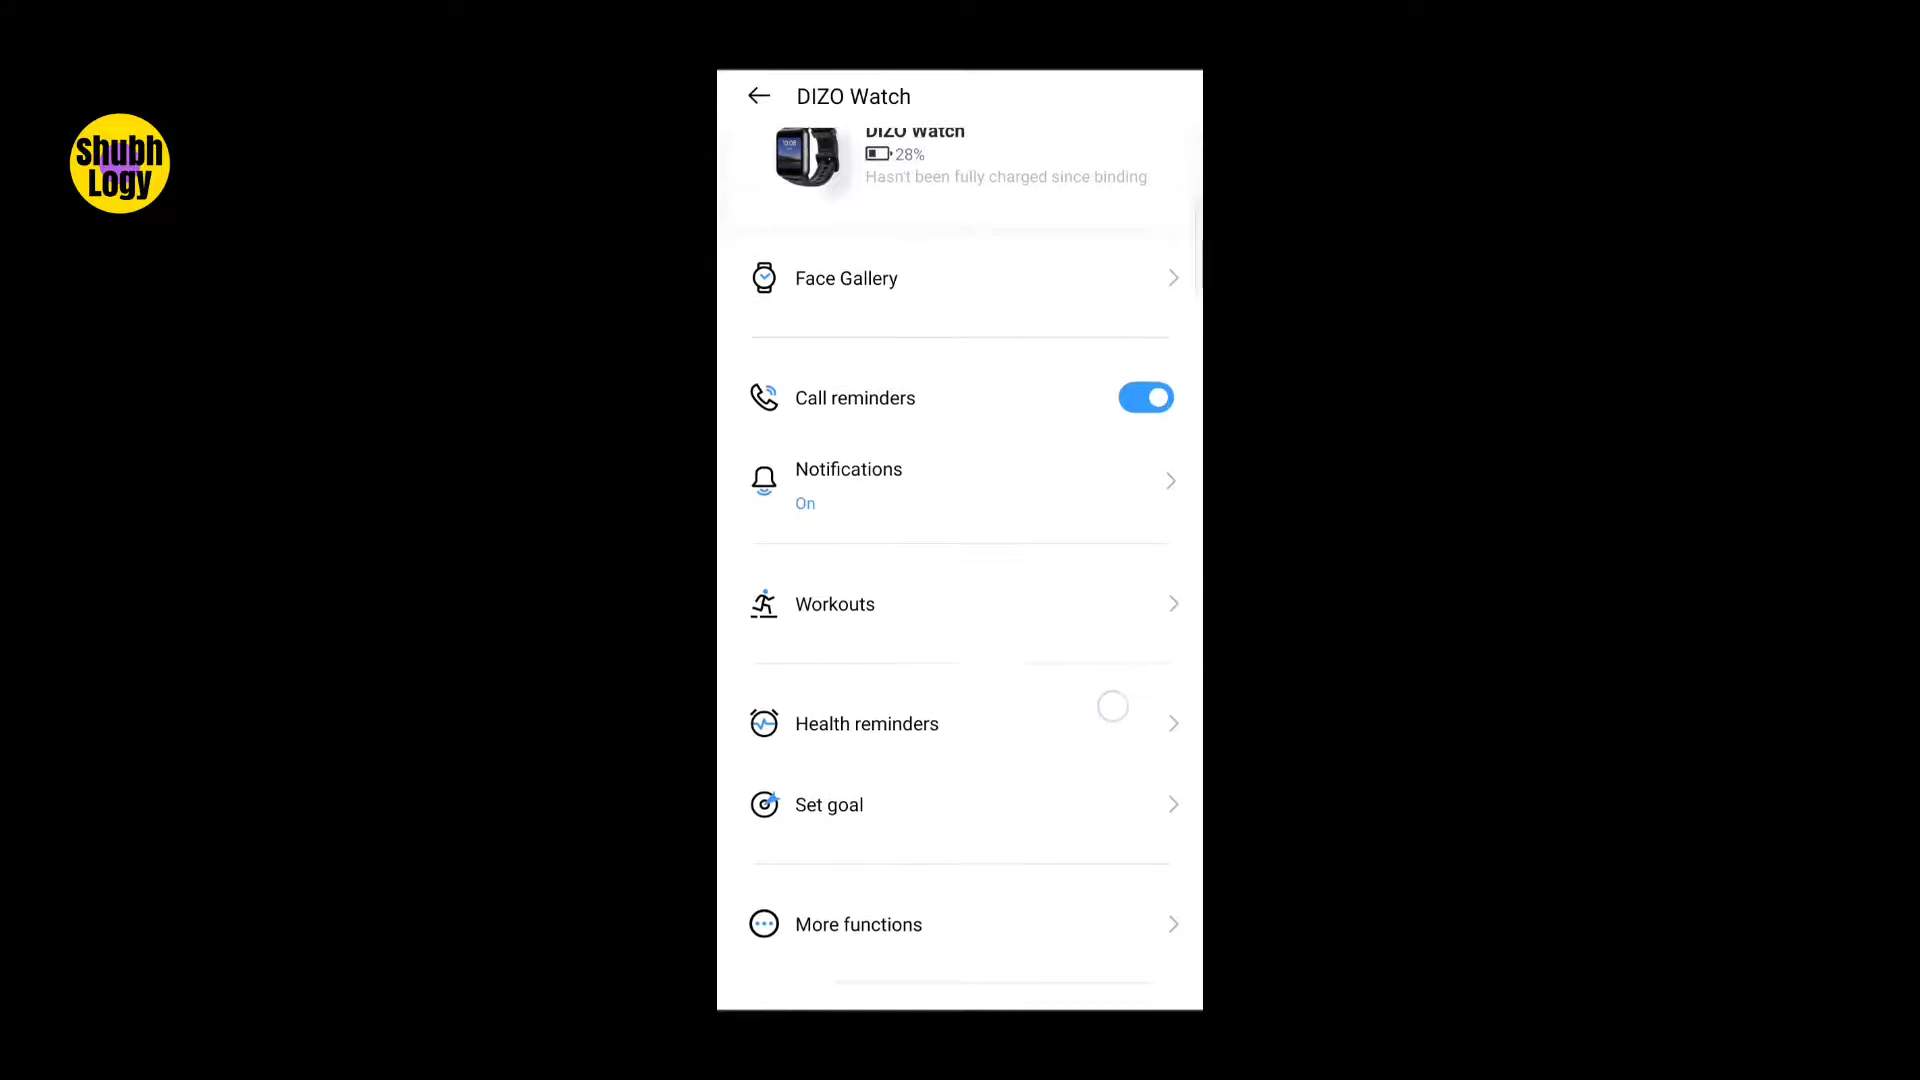 Shubh
Logy
DIZO Watch
DIZO Watch
28%
Hasn't been fully charged since binding
Face Gallery
Call reminders
Notifications
On
Workouts
Health reminders
Set goal
More functions